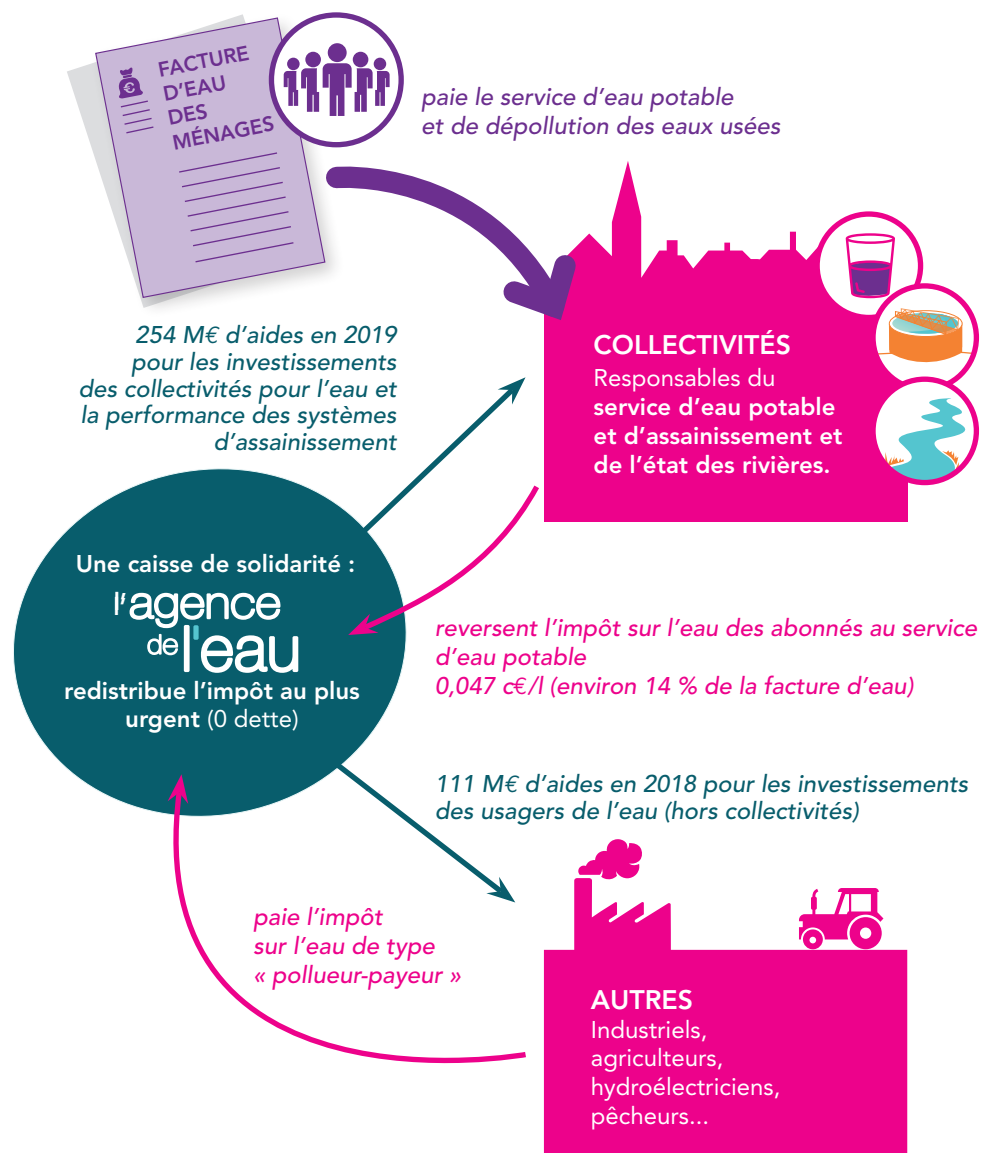 FACTURE
D'EAU
DES
MÉNAGES
€
paie le service d'eau potable
et de dépollution des eaux usées
254 M€ d'aides en 2019
pour les investissements
des collectivités pour l'eau et
la performance des systèmes
d'assainissement
COLLECTIVITÉS
Responsables du
service d'eau potable
et d'assainissement et
de l'état des rivières.
Une caisse de solidarité :
l'agence
de l'eau
redistribue l'impôt au plus
urgent (0 dette)
reversent l'impôt sur l'eau des abonnés au service
d'eau potable
0,047 c€/l (environ 14 % de la facture d'eau)
111 M€ d'aides en 2018 pour les investissements
des usagers de l'eau (hors collectivités)
paie l'impôt
sur l'eau de type
« pollueur-payeur »
AUTRES
Industriels,
agriculteurs,
hydroélectriciens,
pêcheurs...